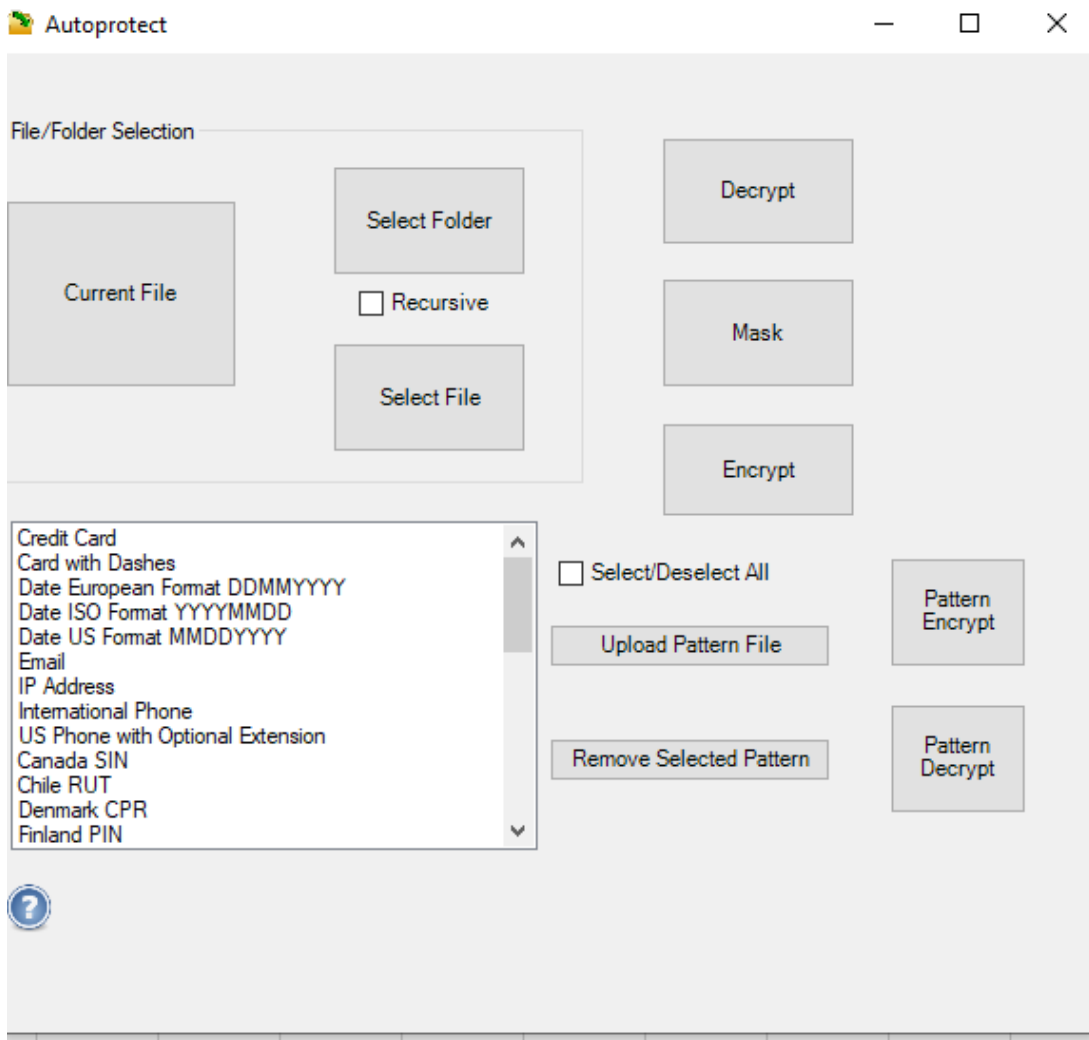 Autoprotect
File/Folder Selection
Current File
Select Folder
Recursive
Select File
Decrypt
Mask
Encrypt
Credit Card
Card with Dashes
Date European Format DDMMYYYY
Date ISO Format YYYYMMDD
Date US Format MMDDYYYY
Email
IP Address
International Phone
US Phone with Optional Extension
Canada SIN
Chile RUT
Denmark CPR
Finland PIN
Select/Deselect All
Upload Pattern File
Remove Selected Pattern
Pattern
Encrypt
Pattern
Decrypt
?